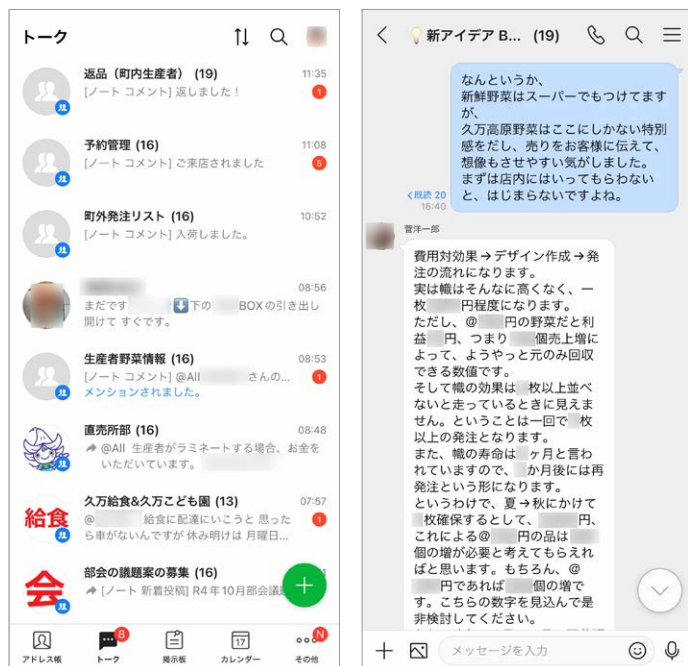 トーク
返品（町内生産者） (19)
11:35
[ノート コメント] 返しました！
1
予約管理 (16)
11:08
[ノート コメント] ご来店されました
5
町外発注リスト (16)
10:52
[ノート コメント] 入荷しました。
08:56
まだです ⬇下の BOXの引き出し
開けて すぐです。
生産者野菜情報 (16)
08:53
[ノート コメント] @All さんの...
1
メンションされました。
直売所部 (16)
08:48
@All 生産者がラミネートする場合、お金を
いただいています。
給食
久万給食&久万こども園 (13)
07:57
@ 給食に配達にいこうと 思った
1
ら車がないんですが 休み明けは 月曜日...
会
部会の議題案の募集 (16)
[ノート 新着投稿] R4年10月部会議
8
17
N
アドレス帳
トーク
掲示板
カレンダー
その他
新アイデア B... (19)
なんというか、
新鮮野菜はスーパーでもつけてます
が、
久万高原野菜はここにしかない特別
感をだし、売りをお客様に伝えて、
想像もさせやすい気がしました。
まずは店内にはいってもらわない
と、はじまらないですよね。
既読 20
16:40
菅洋一郎
費用対効果→デザイン作成→発
注の流れになります。
実は幟はそんなに高くなく、一
枚 円程度になります。
ただし、@ 円の野菜だと利
益 円、つまり 個売上増に
よって、ようやっと元のみ回収
できる数値です。
そして幟の効果は 枚以上並べ
ないと走っているときに見えま
せん。ということは一回で 枚
以上の発注となります。
また、幟の寿命は ヶ月と言わ
れていますので、 か月後には再
発注という形になります。
というわけで、夏→秋にかけて
枚確保するとして、 円、
これによる@ 円の品は
個の増が必要と考えてもらえれ
ばと思います。もちろん、@
円であれば 個の増で
す。こちらの数字を見込んで是
非検討してください。
メッセージを入力